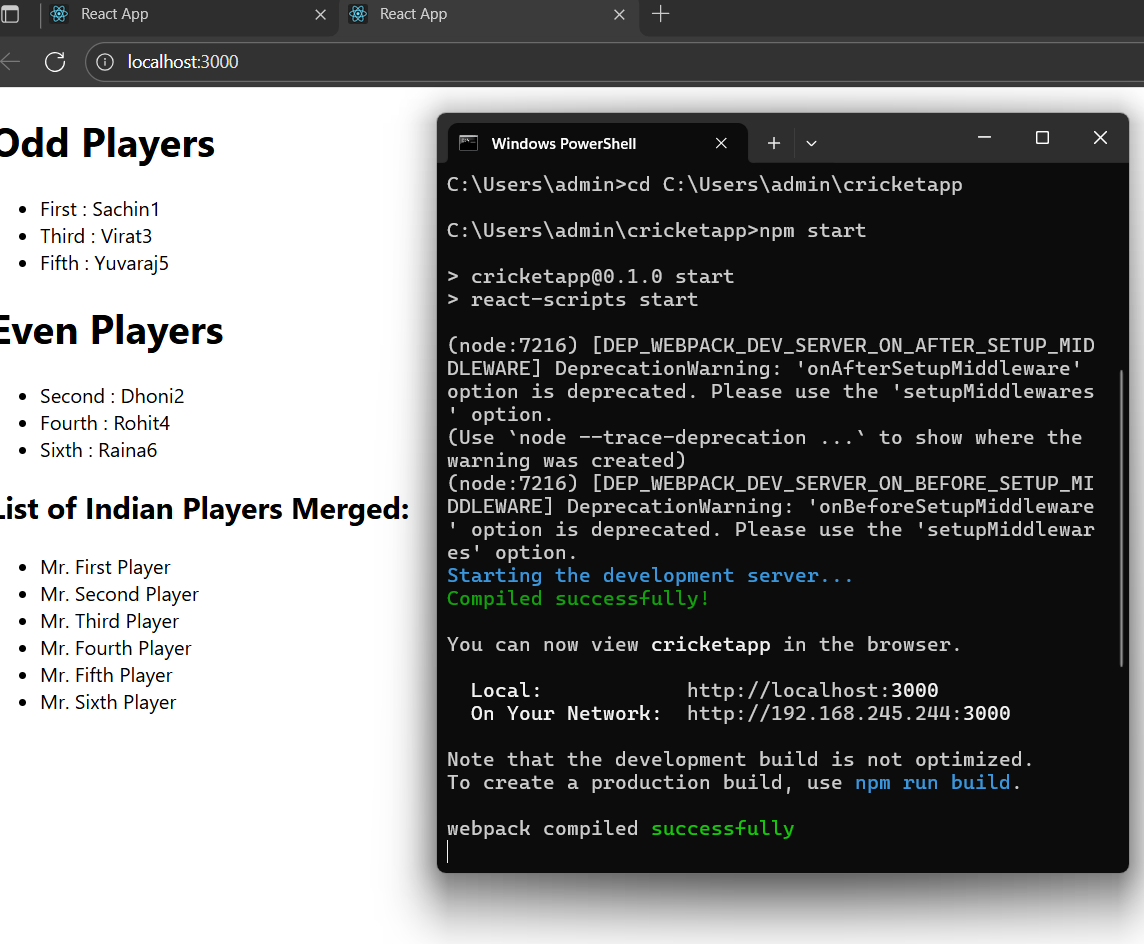 React App
React App
localhost:3000
Odd Players
First : Sachin1
Third : Virat3
Fifth : Yuvaraj5
Even Players
Second : Dhoni2
Fourth : Rohit4
Sixth : Raina6
List of Indian Players Merged:
Mr. First Player
Mr. Second Player
Mr. Third Player
Mr. Fourth Player
Mr. Fifth Player
Mr. Sixth Player
Windows PowerShell
C:\Users\admin>cd C:\Users\admin\cricketapp
C:\Users\admin\cricketapp>npm start
> cricketapp@0.1.0 start
> react-scripts start
(node:7216) [DEP_WEBPACK_DEV_SERVER_ON_AFTER_SETUP_MID
DLEWARE] DeprecationWarning: 'onAfterSetupMiddleware'
option is deprecated. Please use the 'setupMiddlewares
' option.
(Use `node --trace-deprecation ...` to show where the
warning was created)
(node:7216) [DEP_WEBPACK_DEV_SERVER_ON_BEFORE_SETUP_MI
DDLEWARE] DeprecationWarning: 'onBeforeSetupMiddleware
' option is deprecated. Please use the 'setupMiddlewar
es' option.
Starting the development server...
Compiled successfully!
You can now view cricketapp in the browser.
Local: http://localhost:3000
On Your Network: http://192.168.245.244:3000
Note that the development build is not optimized.
To create a production build, use npm run build.
webpack compiled successfully